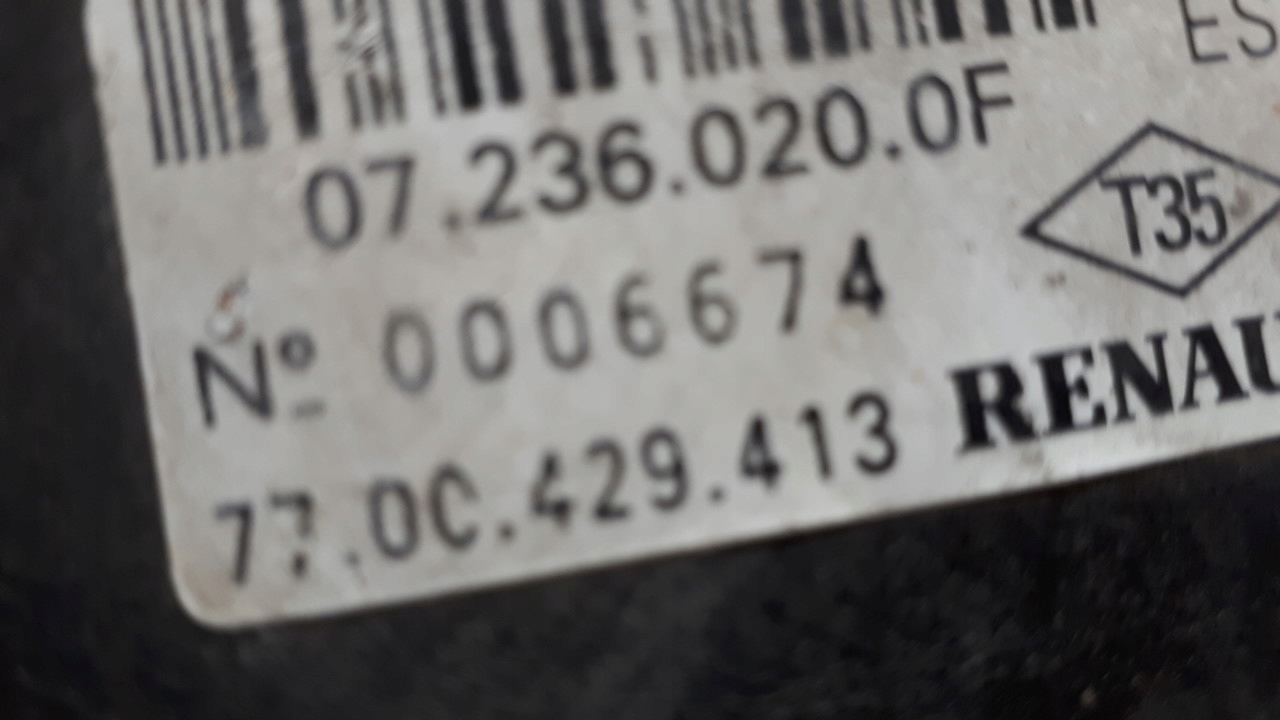 ES
07.236.020.0F
T35
Nº 0006674
RENAU
77.0C.429.413